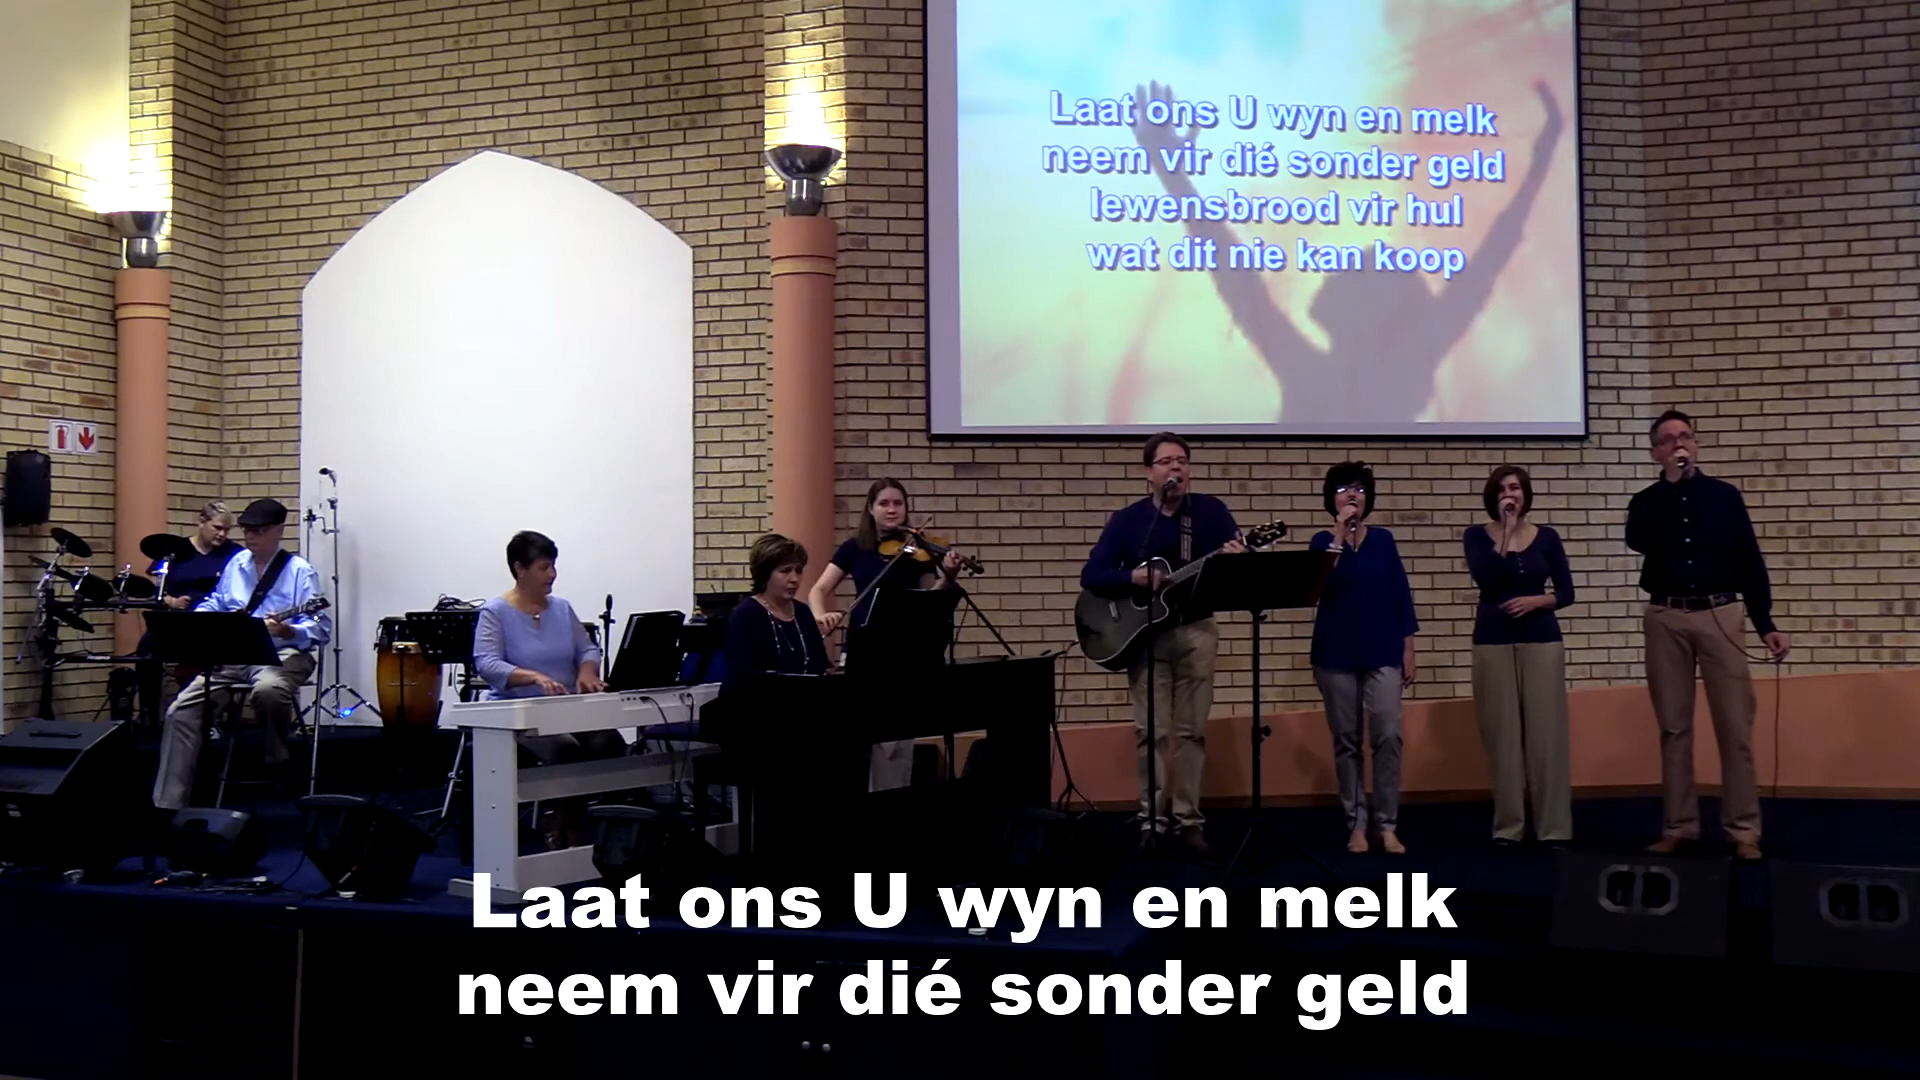 Laat ons U wyn en melk
neem vir dié sonder geld
lewensbrood vir hul
wat dit nie kan koop
Laat ons U wyn en melk
neem vir dié sonder geld